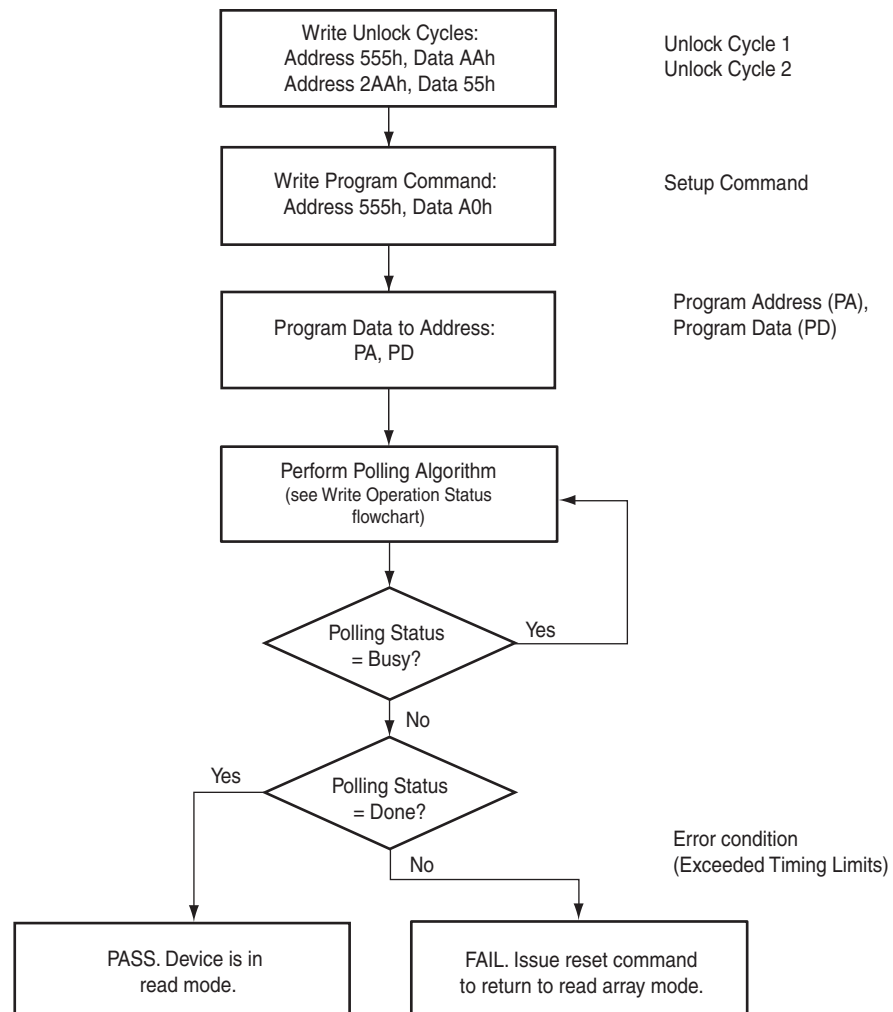 Write Unlock Cycles:
Address 555h, Data AAh
Address 2AAh, Data 55h
Unlock Cycle 1
Unlock Cycle 2
Write Program Command:
Address 555h, Data A0h
Setup Command
Program Data to Address:
PA, PD
Program Address (PA),
Program Data (PD)
Perform Polling Algorithm
(see Write Operation Status
flowchart)
Polling Status
= Busy?
Yes
No
Polling Status
= Done?
Yes
No
Error condition
(Exceeded Timing Limits)
PASS. Device is in
read mode.
FAIL. Issue reset command
to return to read array mode.